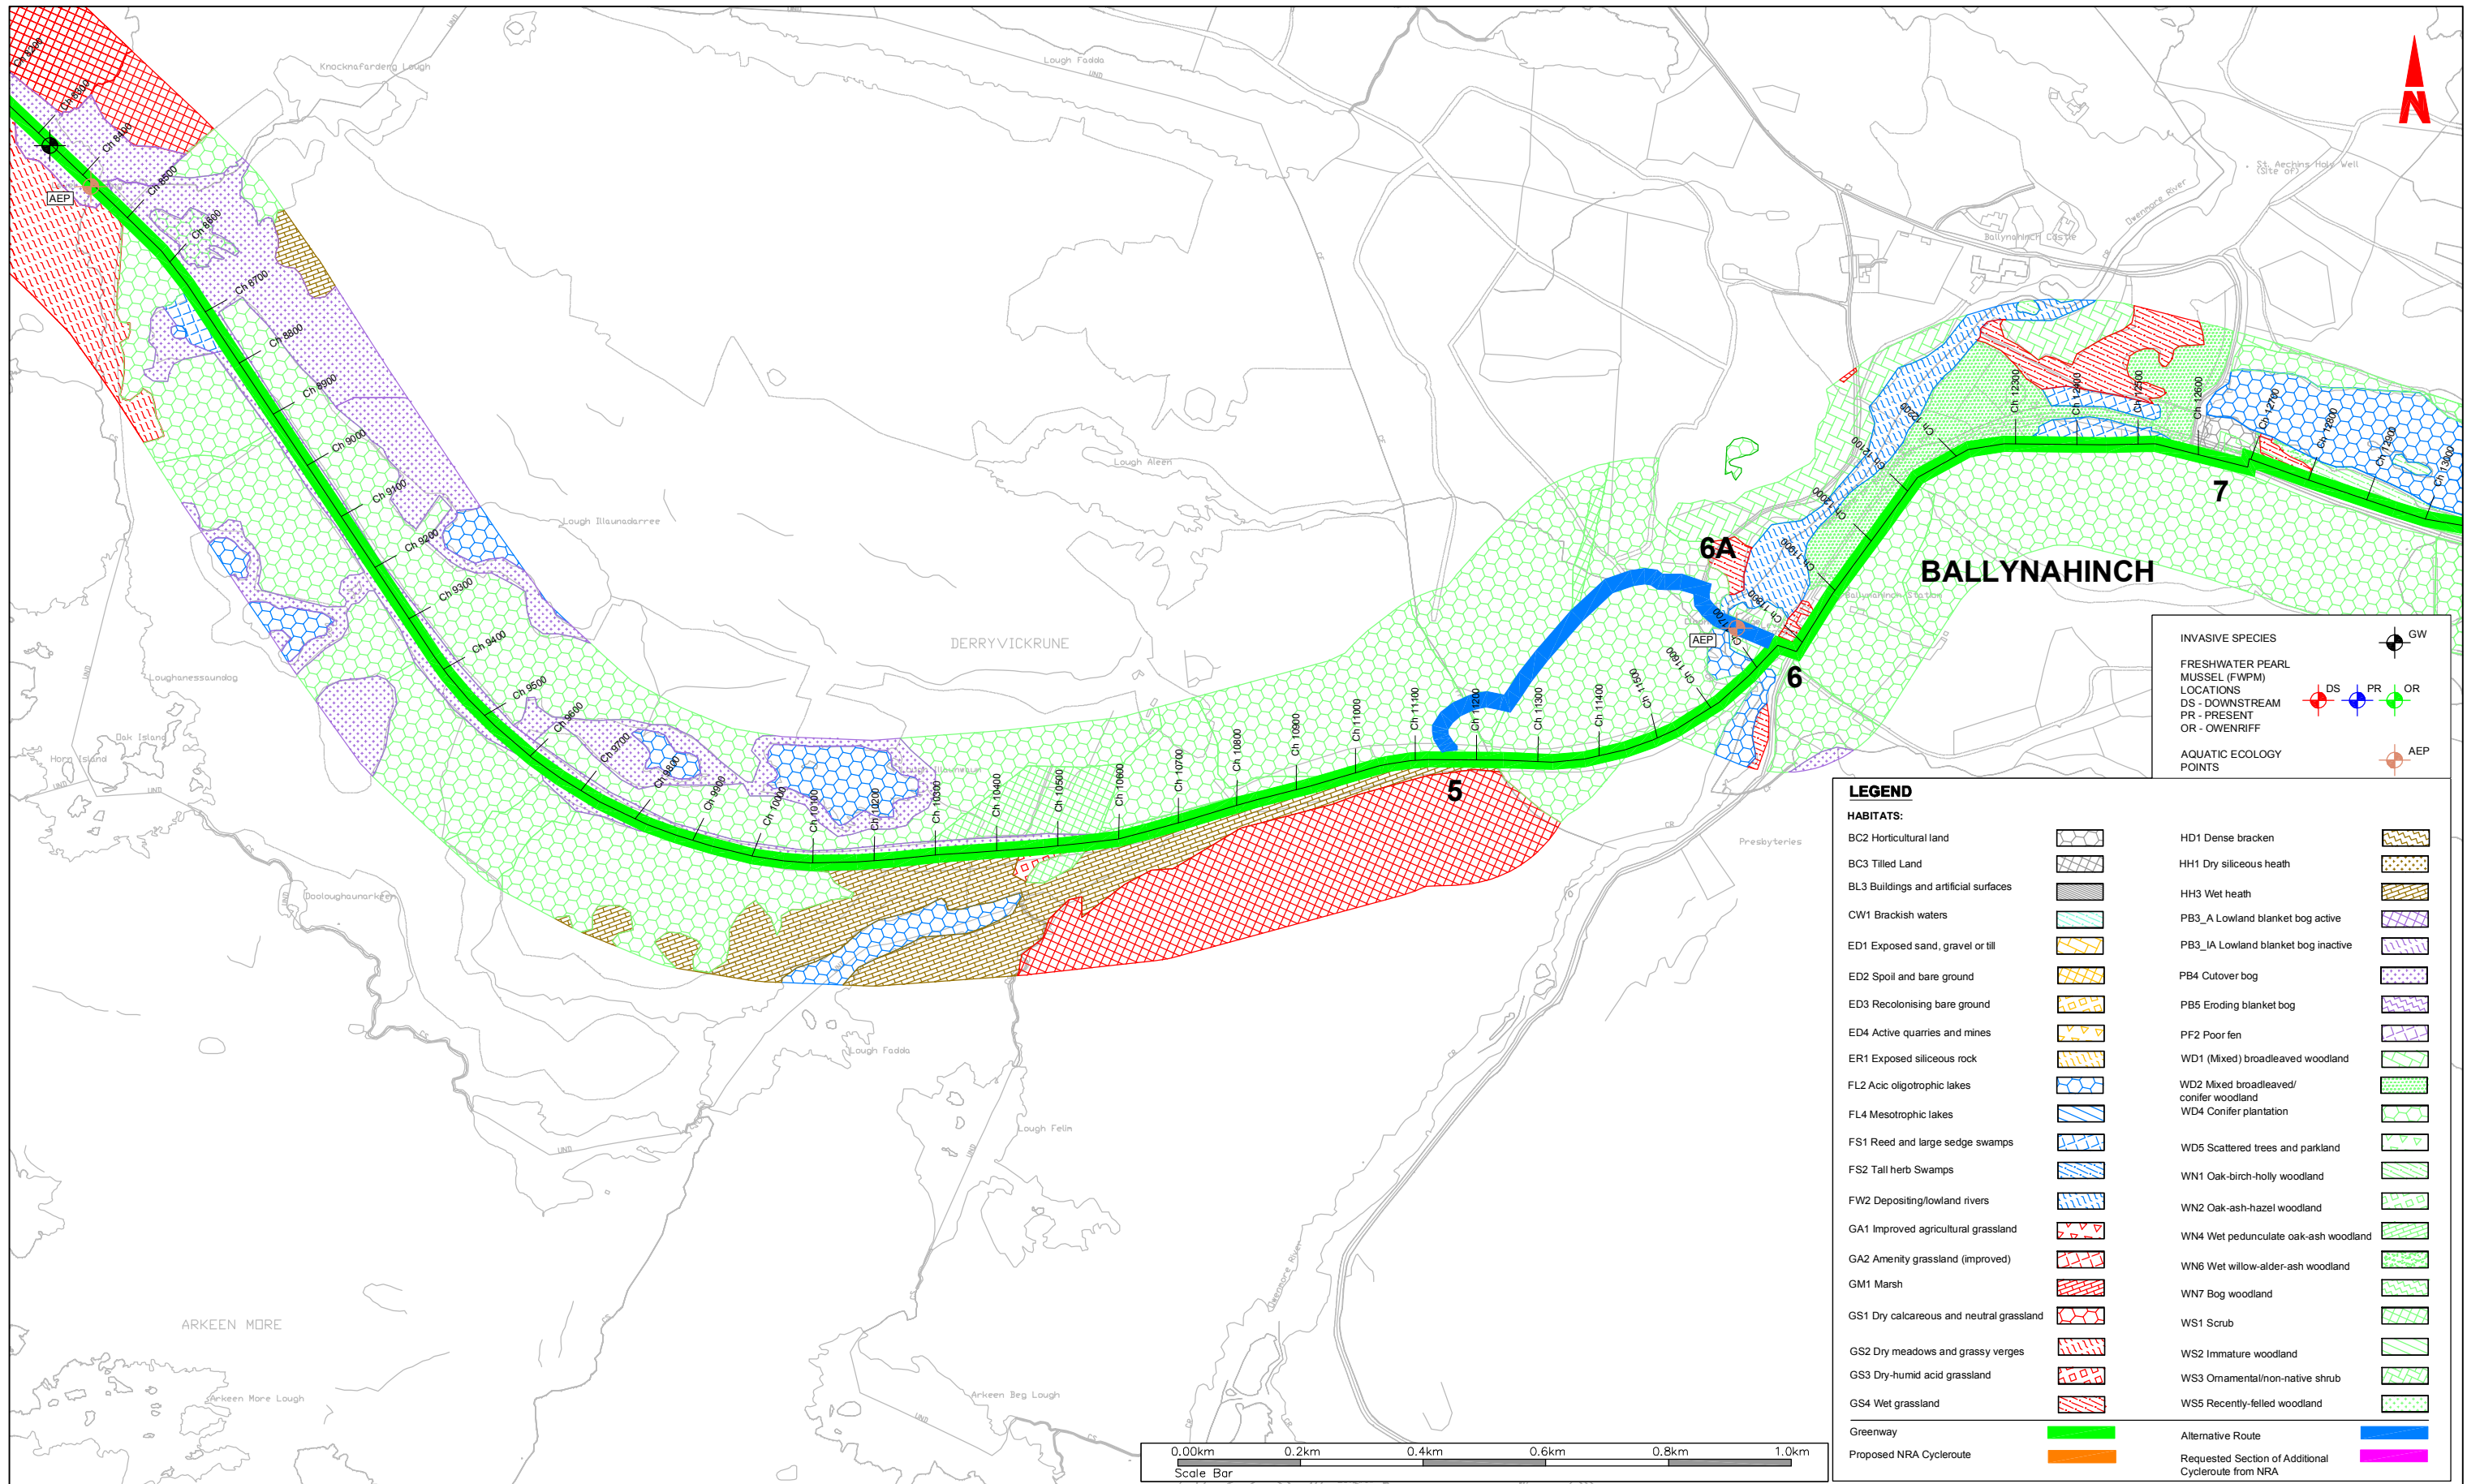 Ch 8200
Ch 8300
Ch 8400
Ch 8500
Ch 8600
Ch 8700
Ch 8800
Ch 8900
Ch 9000
Ch 9100
Ch 9200
Ch 9300
Ch 9400
Ch 9500
Ch 9600
Ch 9700
Ch 9800
Ch 9900
Ch 10000
Ch 10100
Ch 10200
Ch 10300
Ch 10400
Ch 10500
Ch 10600
Ch 10700
Ch 10800
Ch 10900
Ch 11000
Ch 11100
Ch 11200
Ch 11300
Ch 11400
Ch 11500
Ch 11600
Ch 11700
Ch 11800
Ch 11900
Ch 12000
Ch 12100
Ch 12200
Ch 12300
Ch 12400
Ch 12500
Ch 12600
Ch 12700
Ch 12800
Ch 12900
Ch 13000
AEP
AEP
5
6A
6
7
BALLYNAHINCH
N
Knocknafarderg Lough
Lough Fadda
UND
St. Aechins Holy Well
(Site of)
Owenmore River
Ballynahinch Castle
Lough Aleen
Lough Illaunadarree
DERRYVICKRUNE
Ballynahinch Station
Loughanessaundog
Oak Island
Horn Island
Dooloughaunarkeen
Presbyteries
Lough Fadda
Lough Felim
Owenmore River
ARKEEN MORE
Arkeen More Lough
Arkeen Beg Lough
INVASIVE SPECIES
GW
FRESHWATER PEARL
MUSSEL (FWPM)
LOCATIONS
DS - DOWNSTREAM
PR - PRESENT
OR - OWENRIFF
DS PR OR
AQUATIC ECOLOGY
POINTS
AEP
LEGEND
HABITATS:
BC2 Horticultural land
BC3 Tilled Land
BL3 Buildings and artificial surfaces
CW1 Brackish waters
ED1 Exposed sand, gravel or till
ED2 Spoil and bare ground
ED3 Recolonising bare ground
ED4 Active quarries and mines
ER1 Exposed siliceous rock
FL2 Acic oligotrophic lakes
FL4 Mesotrophic lakes
FS1 Reed and large sedge swamps
FS2 Tall herb Swamps
FW2 Depositing/lowland rivers
GA1 Improved agricultural grassland
GA2 Amenity grassland (improved)
GM1 Marsh
GS1 Dry calcareous and neutral grassland
GS2 Dry meadows and grassy verges
GS3 Dry-humid acid grassland
GS4 Wet grassland
HD1 Dense bracken
HH1 Dry siliceous heath
HH3 Wet heath
PB3_A Lowland blanket bog active
PB3_IA Lowland blanket bog inactive
PB4 Cutover bog
PB5 Eroding blanket bog
PF2 Poor fen
WD1 (Mixed) broadleaved woodland
WD2 Mixed broadleaved/
conifer woodland
WD4 Conifer plantation
WD5 Scattered trees and parkland
WN1 Oak-birch-holly woodland
WN2 Oak-ash-hazel woodland
WN4 Wet pedunculate oak-ash woodland
WN6 Wet willow-alder-ash woodland
WN7 Bog woodland
WS1 Scrub
WS2 Immature woodland
WS3 Ornamental/non-native shrub
WS5 Recently-felled woodland
Greenway
Proposed NRA Cycleroute
Alternative Route
Requested Section of Additional
Cycleroute from NRA
0.00km 0.2km 0.4km 0.6km 0.8km 1.0km
Scale Bar